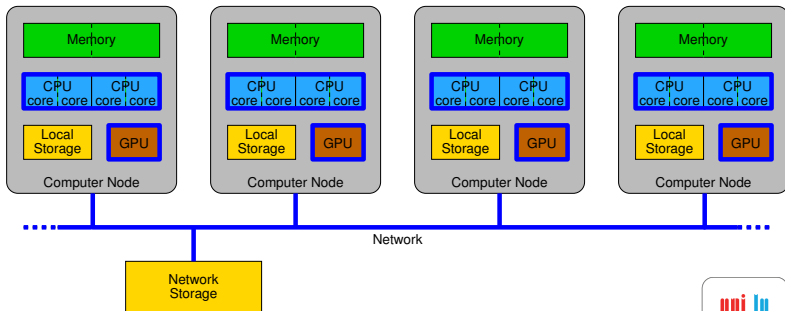 Memory Memory Memory Memory
CPU CPU CPU CPU CPU CPU CPU CPU
core core core core core core core core core core core core core core core core
Local Local Local Local
Storage GPU Storage GPU Storage GPU Storage GPU
Computer Node Computer Node Computer Node Computer Node
Network
Network
Storage
uni lu